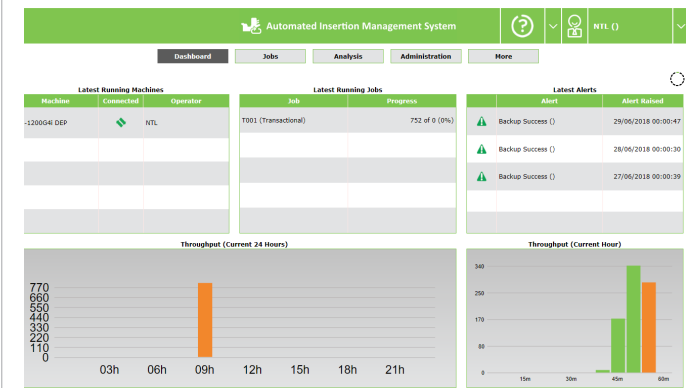 Automated Insertion Management System
?
NTL ()
Dashboard Jobs Analysis Administration More
Latest Running Machines
Machine Connected Operator
-1200G4i DEP NTL
Latest Running Jobs
Job Progress
T001 (Transactional) 752 of 0 (0%)
Latest Alerts
Alert Alert Raised
Backup Success () 29/06/2018 00:00:47
Backup Success () 28/06/2018 00:00:30
Backup Success () 27/06/2018 00:00:39
Throughput (Current 24 Hours)
770
660
550
440
330
220
110
0
03h 06h 09h 12h 15h 18h 21h
Throughput (Current Hour)
340
250
170
80
0
15m 30m 45m 60m